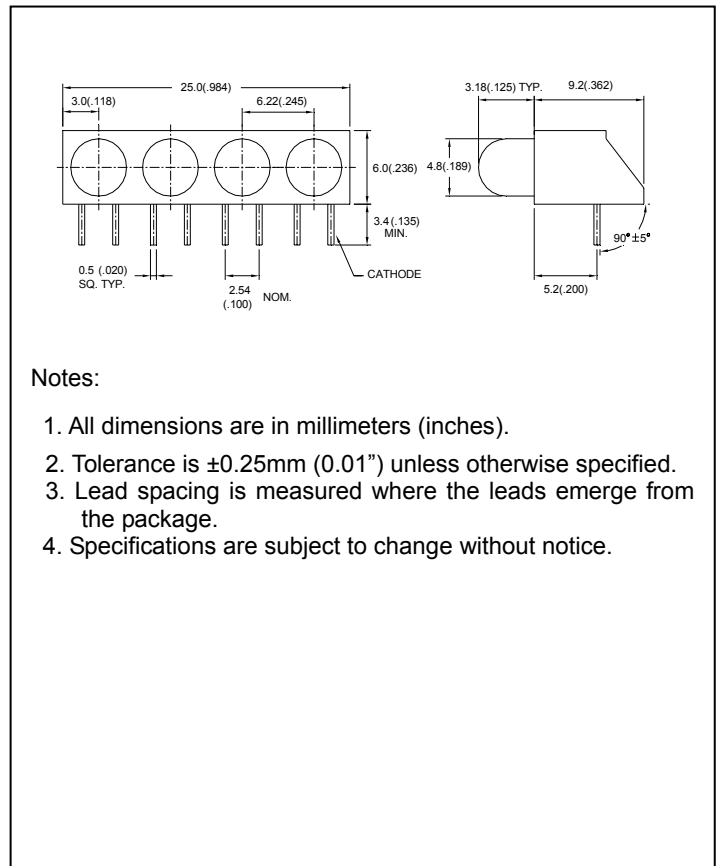 25.0(.984)
3.0(.118)
6.22(.245)
3.18(.125) TYP.
9.2(.362)
6.0(.236)
4.8(.189)
3.4(.135)
MIN.
90°±5°
CATHODE
0.5 (.020)
SQ. TYP.
2.54
(.100)
NOM.
5.2(.200)
Notes:
1. All dimensions are in millimeters (inches).
2. Tolerance is ±0.25mm (0.01”) unless otherwise specified.
3. Lead spacing is measured where the leads emerge from
the package.
4. Specifications are subject to change without notice.